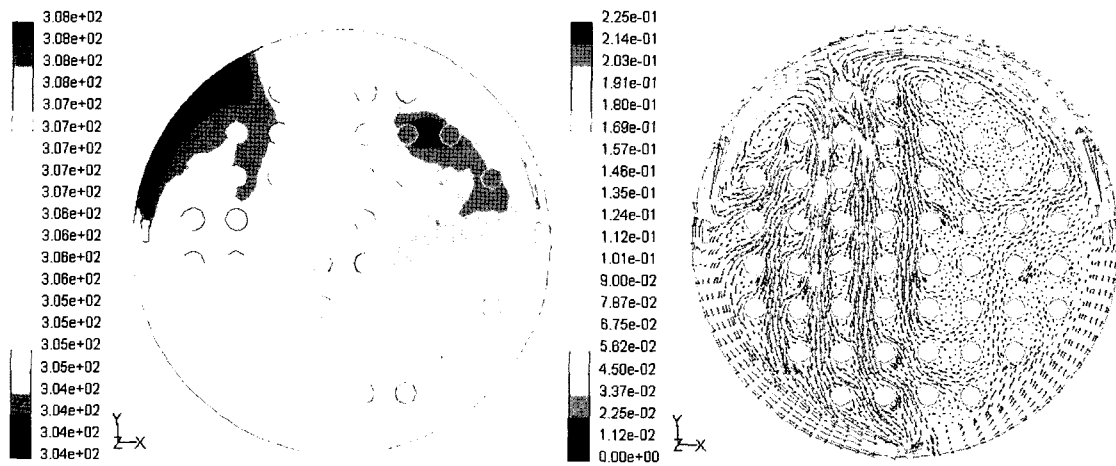 3.08e+02
3.08e+02
3.08e+02
3.08e+02
3.07e+02
3.07e+02
3.07e+02
3.07e+02
3.07e+02
3.06e+02
3.06e+02
3.06e+02
3.06e+02
3.05e+02
3.05e+02
3.05e+02
3.05e+02
3.04e+02
3.04e+02
3.04e+02
3.04e+02
Y
Z X
2.25e-01
2.14e-01
2.03e-01
1.91e-01
1.80e-01
1.69e-01
1.57e-01
1.46e-01
1.35e-01
1.24e-01
1.12e-01
1.01e-01
9.00e-02
7.87e-02
6.75e-02
5.62e-02
4.50e-02
3.37e-02
2.25e-02
1.12e-02
0.00e+00
Y
Z X